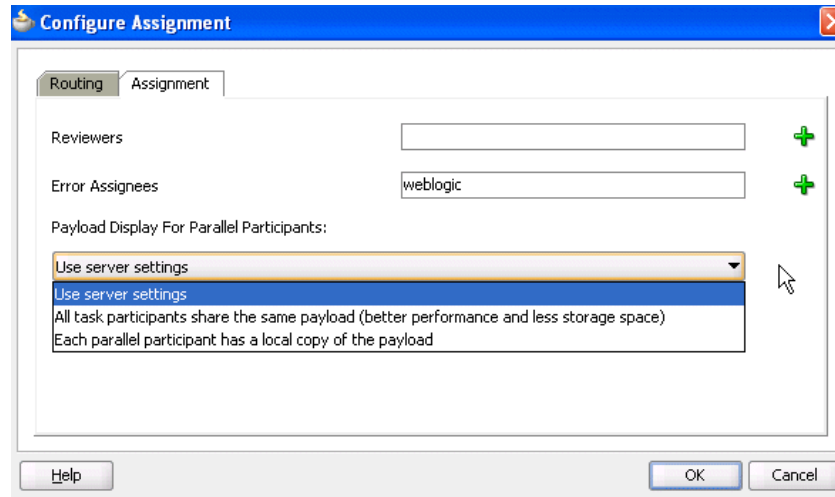 Configure Assignment
Routing Assignment
Reviewers
Error Assignees weblogic
Payload Display For Parallel Participants:
Use server settings
Use server settings
All task participants share the same payload (better performance and less storage space)
Each parallel participant has a local copy of the payload
Help OK Cancel